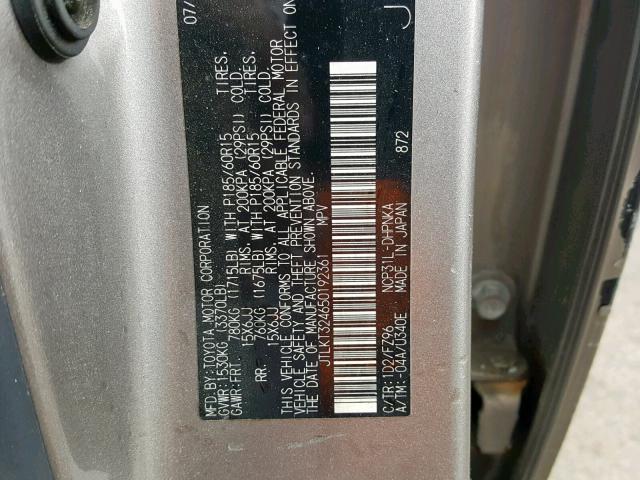 MFD.BY:TOYOTA MOTOR CORPORATION 07/
GVWR 1530KG (3370LB)
GAWR:FRT. 780KG (1715LB) WITH P185/60R15 TIRES.
15X6JJ RIMS. AT 200KPA (29PSI) COLD.
RR. 760KG (1675LB) WITH P185/60R15 TIRES.
15X6JJ RIMS. AT 200KPA (29PSI) COLD.
THIS VEHICLE CONFORMS TO ALL APPLICABLE FEDERAL MOTOR
VEHICLE SAFETY AND THEFT PREVENTION STANDARDS IN EFFECT ON
THE DATE OF MANUFACTURE SHOWN ABOVE.
JTLKT324650192361 MPV
C/TR:1D2/FZ96 NCP31L-DHPNKA 872
A/TM:-04A/U340E MADE IN JAPAN
J